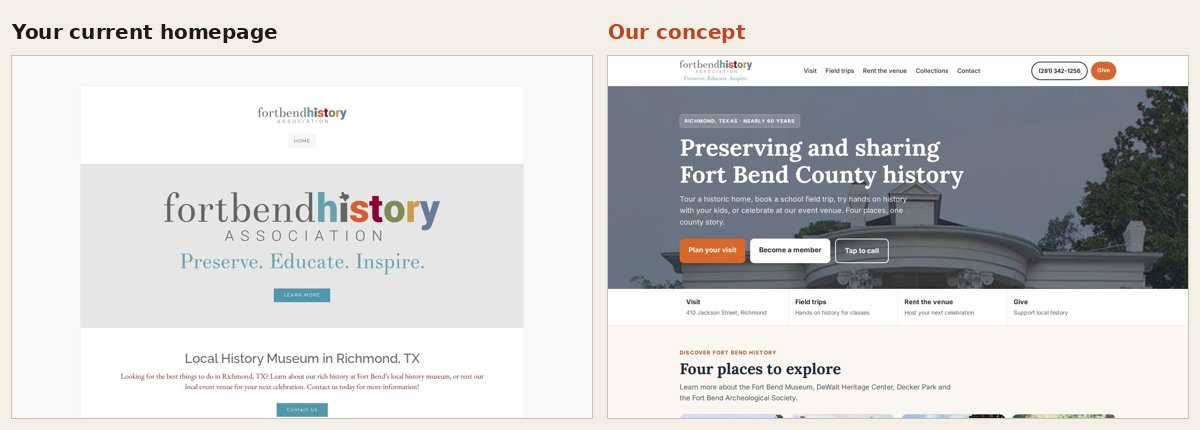 Your current homepage
fortbendhistory
ASSOCIATION
HOME
fortbendhistory
ASSOCIATION
Preserve. Educate. Inspire.
LEARN MORE
Local History Museum in Richmond, TX
Looking for the best things to do in Richmond, TX? Learn about our rich history at Fort Bend's local history museum, or rent our
local event venue for your next celebration. Contact us today for more information!
Contact Us
Our concept
fortbendhistory
ASSOCIATION
Preserve. Educate. Inspire.
Visit Field trips Rent the venue Collections Contact
(281) 342-1256 Give
RICHMOND, TEXAS · NEARLY 60 YEARS
Preserving and sharing
Fort Bend County history
Tour a historic home, book a school field trip, try hands on history
with your kids, or celebrate at our event venue. Four places, one
county story.
Plan your visit Become a member Tap to call
Visit Field trips Rent the venue Give
410 Jackson Street, Richmond Hands on history for classes Host your next celebration Support local history
DISCOVER FORT BEND HISTORY
Four places to explore
Learn more about the Fort Bend Museum, DeWalt Heritage Center, Decker Park and
the Fort Bend Archeological Society.